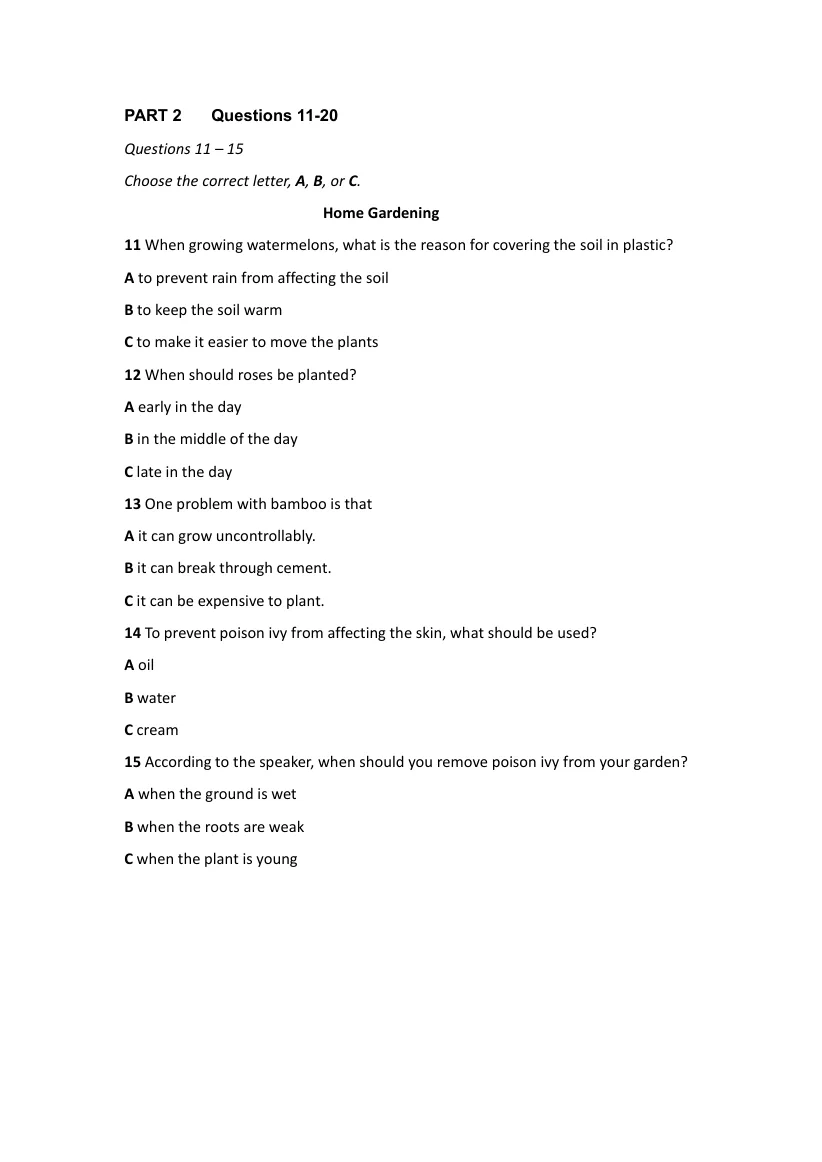 PART 2 Questions 11-20
Questions 11 – 15
Choose the correct letter, A, B, or C.
Home Gardening
11 When growing watermelons, what is the reason for covering the soil in plastic?
A to prevent rain from affecting the soil
B to keep the soil warm
C to make it easier to move the plants
12 When should roses be planted?
A early in the day
B in the middle of the day
C late in the day
13 One problem with bamboo is that
A it can grow uncontrollably.
B it can break through cement.
C it can be expensive to plant.
14 To prevent poison ivy from affecting the skin, what should be used?
A oil
B water
C cream
15 According to the speaker, when should you remove poison ivy from your garden?
A when the ground is wet
B when the roots are weak
C when the plant is young